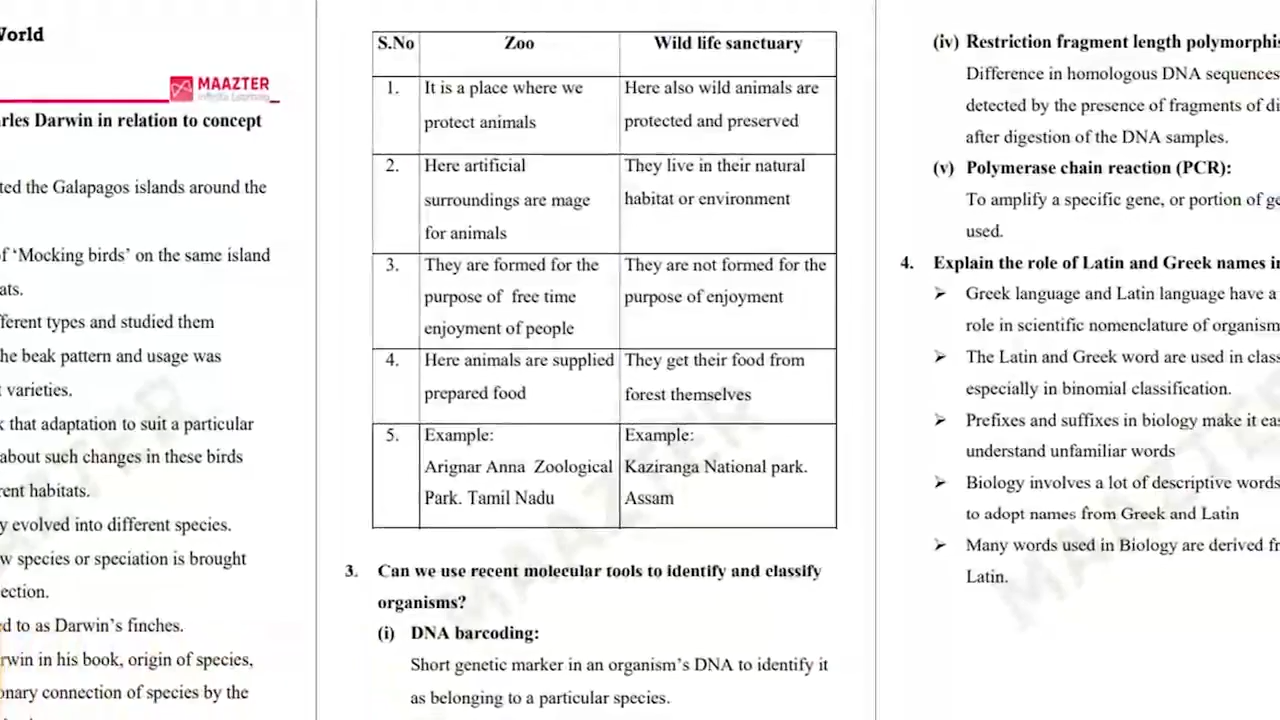 World
MAAZTER
Infinite Learning
rles Darwin in relation to concept
ted the Galapagos islands around the
f ‘Mocking birds’ on the same island
ats.
ferent types and studied them
he beak pattern and usage was
varieties.
that adaptation to suit a particular
about such changes in these birds
rent habitats.
y evolved into different species.
w species or speciation is brought
ection.
d to as Darwin’s finches.
rwin in his book, origin of species,
onary connection of species by the
S.No Zoo Wild life sanctuary
1. It is a place where we Here also wild animals are
protect animals protected and preserved
2. Here artificial They live in their natural
surroundings are mage habitat or environment
for animals
3. They are formed for the They are not formed for the
purpose of free time purpose of enjoyment
enjoyment of people
4. Here animals are supplied They get their food from
prepared food forest themselves
5. Example: Example:
Arignar Anna Zoological Kaziranga National park.
Park. Tamil Nadu Assam
3. Can we use recent molecular tools to identify and classify
organisms?
(i) DNA barcoding:
Short genetic marker in an organism’s DNA to identify it
as belonging to a particular species.
(iv) Restriction fragment length polymorphis
Difference in homologous DNA sequences
detected by the presence of fragments of di
after digestion of the DNA samples.
(v) Polymerase chain reaction (PCR):
To amplify a specific gene, or portion of ge
used.
4. Explain the role of Latin and Greek names in
➢ Greek language and Latin language have a
role in scientific nomenclature of organism
➢ The Latin and Greek word are used in class
especially in binomial classification.
➢ Prefixes and suffixes in biology make it eas
understand unfamiliar words
➢ Biology involves a lot of descriptive words
to adopt names from Greek and Latin
➢ Many words used in Biology are derived fr
Latin.
MAAZTER
MAAZTER
MAAZTER